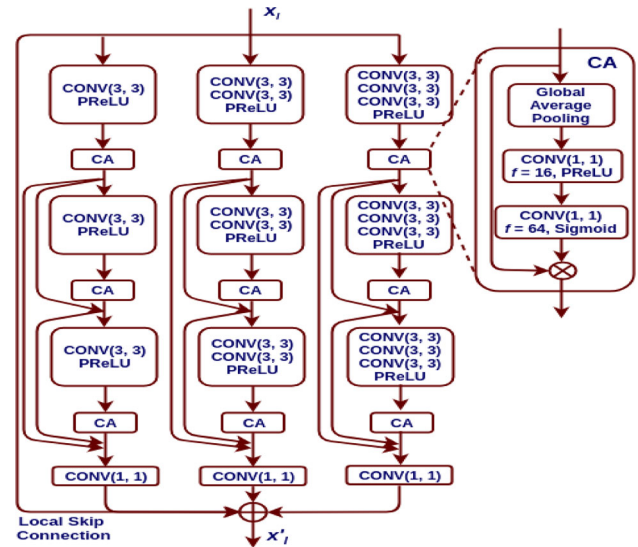 x_l
CONV(3, 3)
PReLU
CONV(3, 3)
CONV(3, 3)
PReLU
CONV(3, 3)
CONV(3, 3)
CONV(3, 3)
PReLU
CA
CA
CA
CONV(3, 3)
PReLU
CONV(3, 3)
CONV(3, 3)
PReLU
CONV(3, 3)
CONV(3, 3)
CONV(3, 3)
PReLU
CA
CA
CA
CONV(3, 3)
PReLU
CONV(3, 3)
CONV(3, 3)
PReLU
CONV(3, 3)
CONV(3, 3)
CONV(3, 3)
PReLU
CA
CA
CA
CONV(1, 1)
CONV(1, 1)
CONV(1, 1)
Local Skip
Connection
x'_l
CA
Global
Average
Pooling
CONV(1, 1)
f = 16, PReLU
CONV(1, 1)
f = 64, Sigmoid